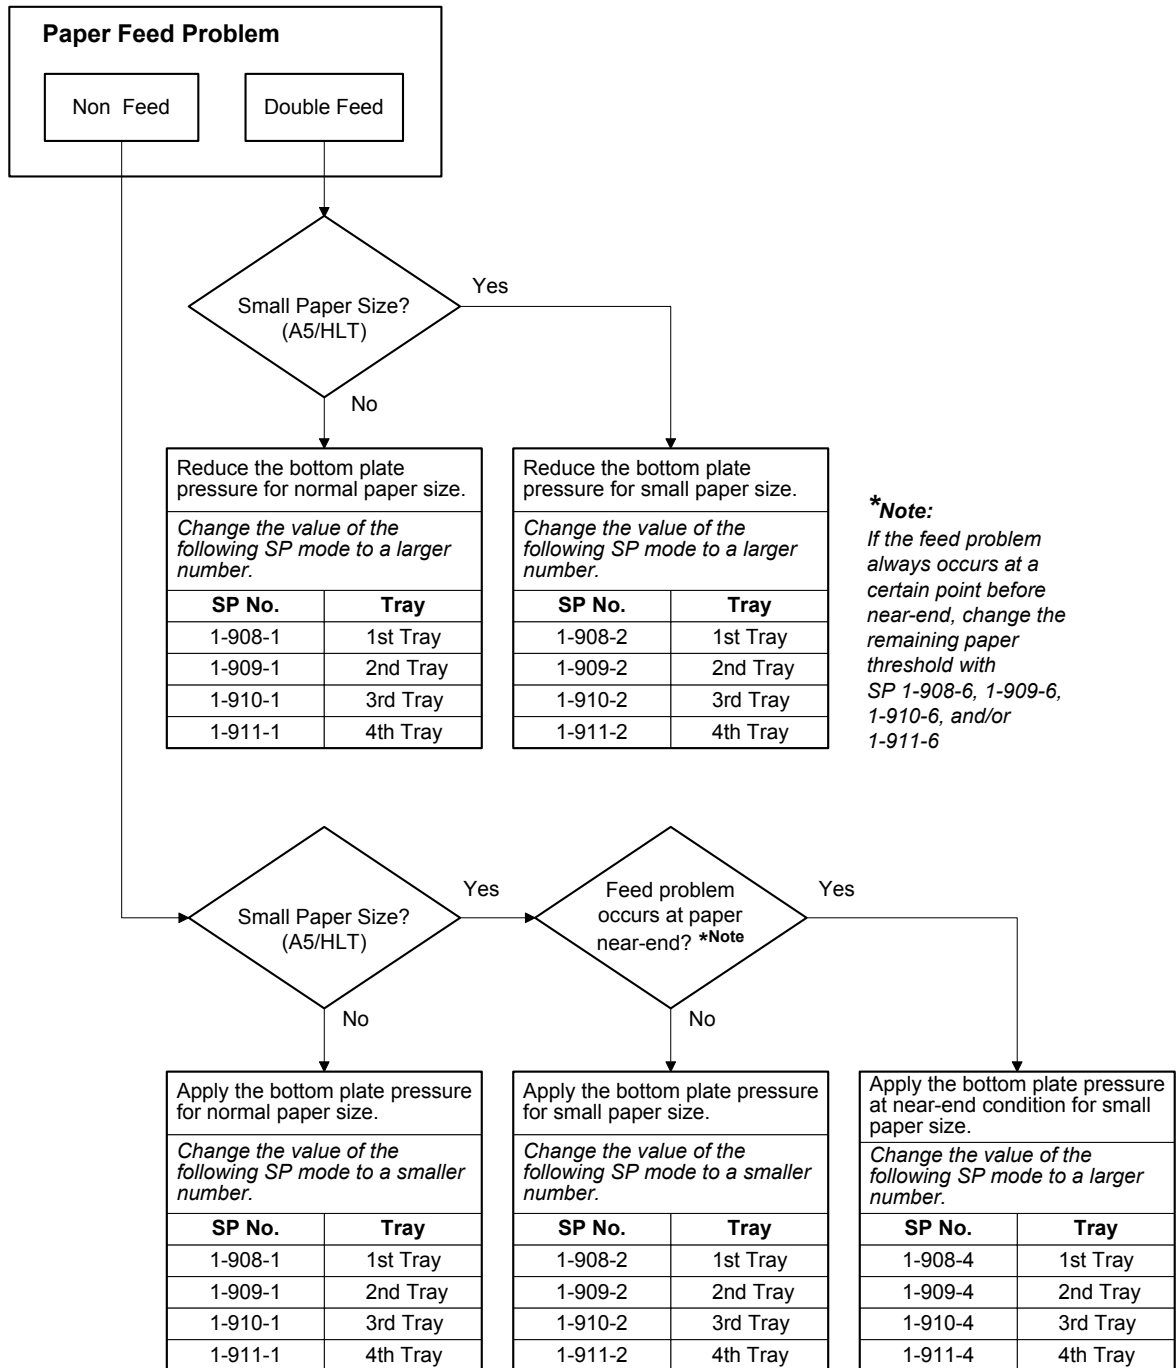 Paper Feed Problem
Non Feed
Double Feed
Small Paper Size?
(A5/HLT)
Yes
No
Reduce the bottom plate
pressure for normal paper size.
Change the value of the
following SP mode to a larger
number.
SP No. Tray
1-908-1 1st Tray
1-909-1 2nd Tray
1-910-1 3rd Tray
1-911-1 4th Tray
Reduce the bottom plate
pressure for small paper size.
Change the value of the
following SP mode to a larger
number.
SP No. Tray
1-908-2 1st Tray
1-909-2 2nd Tray
1-910-2 3rd Tray
1-911-2 4th Tray
*Note:
If the feed problem
always occurs at a
certain point before
near-end, change the
remaining paper
threshold with
SP 1-908-6, 1-909-6,
1-910-6, and/or
1-911-6
Small Paper Size?
(A5/HLT)
Yes
No
Feed problem
occurs at paper
near-end? *Note
Yes
No
Apply the bottom plate pressure
for normal paper size.
Change the value of the
following SP mode to a smaller
number.
SP No. Tray
1-908-1 1st Tray
1-909-1 2nd Tray
1-910-1 3rd Tray
1-911-1 4th Tray
Apply the bottom plate pressure
for small paper size.
Change the value of the
following SP mode to a smaller
number.
SP No. Tray
1-908-2 1st Tray
1-909-2 2nd Tray
1-910-2 3rd Tray
1-911-2 4th Tray
Apply the bottom plate pressure
at near-end condition for small
paper size.
Change the value of the
following SP mode to a larger
number.
SP No. Tray
1-908-4 1st Tray
1-909-4 2nd Tray
1-910-4 3rd Tray
1-911-4 4th Tray